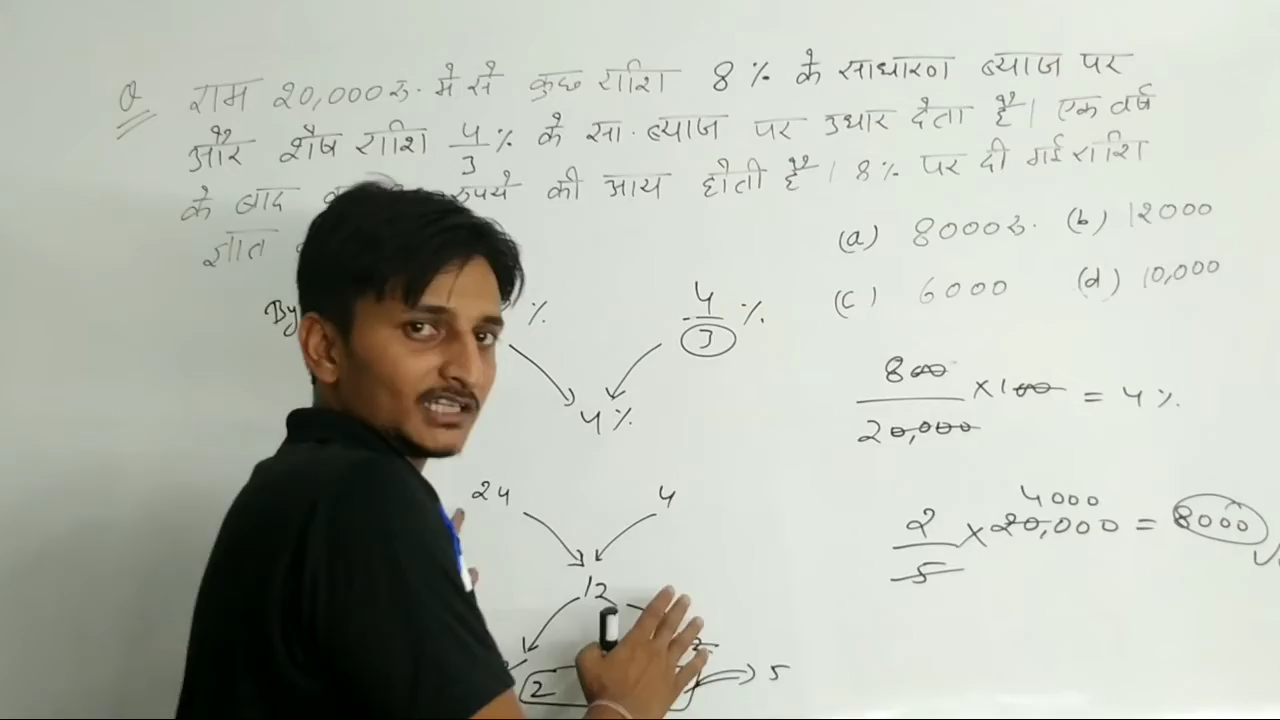 Q राम 20,000रु. में से कुछ राशि 8% के साधारण ब्याज पर
और शेष राशि 4/3% के सा. ब्याज पर उधार देता है। एक वर्ष
के बाद रुपये की आय होती है। 8% पर दी गई राशि
ज्ञात
(a) 8000रु. (b) 12000
(c) 6000 (d) 10,000
By % 4/3 %
4%
800/20,000 × 100 = 4%
24 4
12
2 5
4000
2/5 × 20,000 = 8000